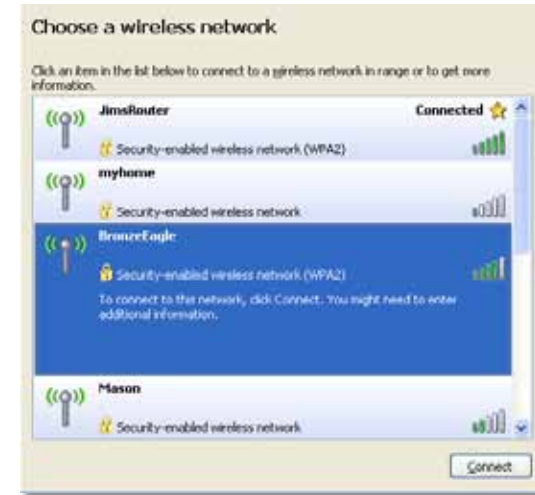 Choose a wireless network
Click an item in the list below to connect to a wireless network in range or to get more
information.
JimsRouter Connected
Security-enabled wireless network (WPA2)
myhome
Security-enabled wireless network
BronzeEagle
Security-enabled wireless network (WPA2)
To connect to this network, click Connect. You might need to enter
additional information.
Mason
Security-enabled wireless network
Connect